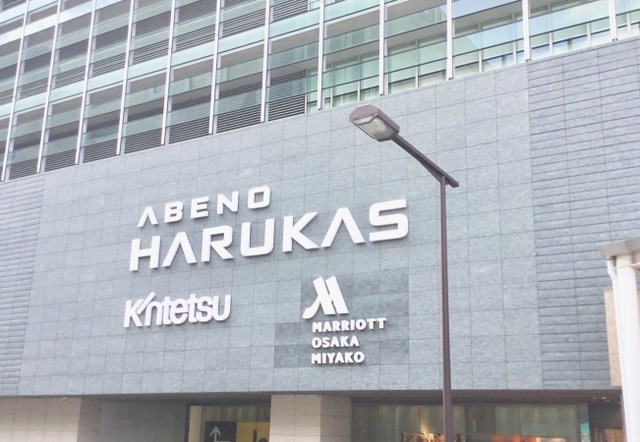 ABENO
HARUKAS
Kintetsu
MARRIOTT
OSAKA
MIYAKO